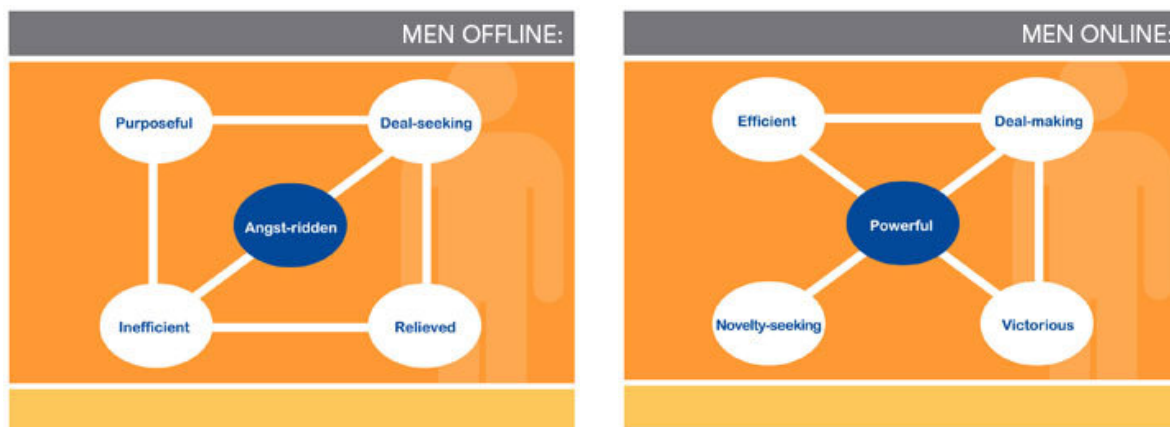 MEN OFFLINE:
Purposeful
Deal-seeking
Angst-ridden
Inefficient
Relieved
MEN ONLINE:
Efficient
Deal-making
Powerful
Novelty-seeking
Victorious